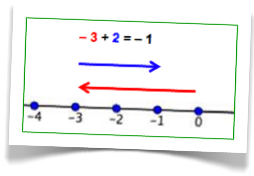 – 3 + 2 = – 1
-4 -3 -2 -1 0